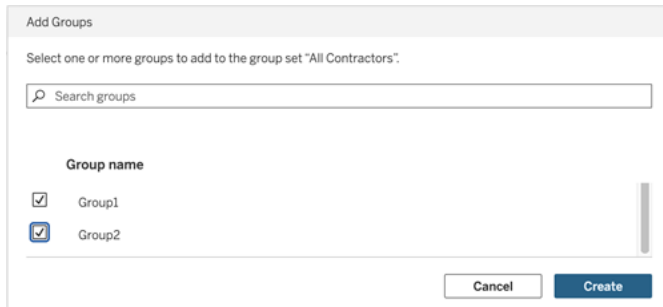 Add Groups
Select one or more groups to add to the group set “All Contractors”.
Search groups
Group name
Group1
Group2
Cancel Create